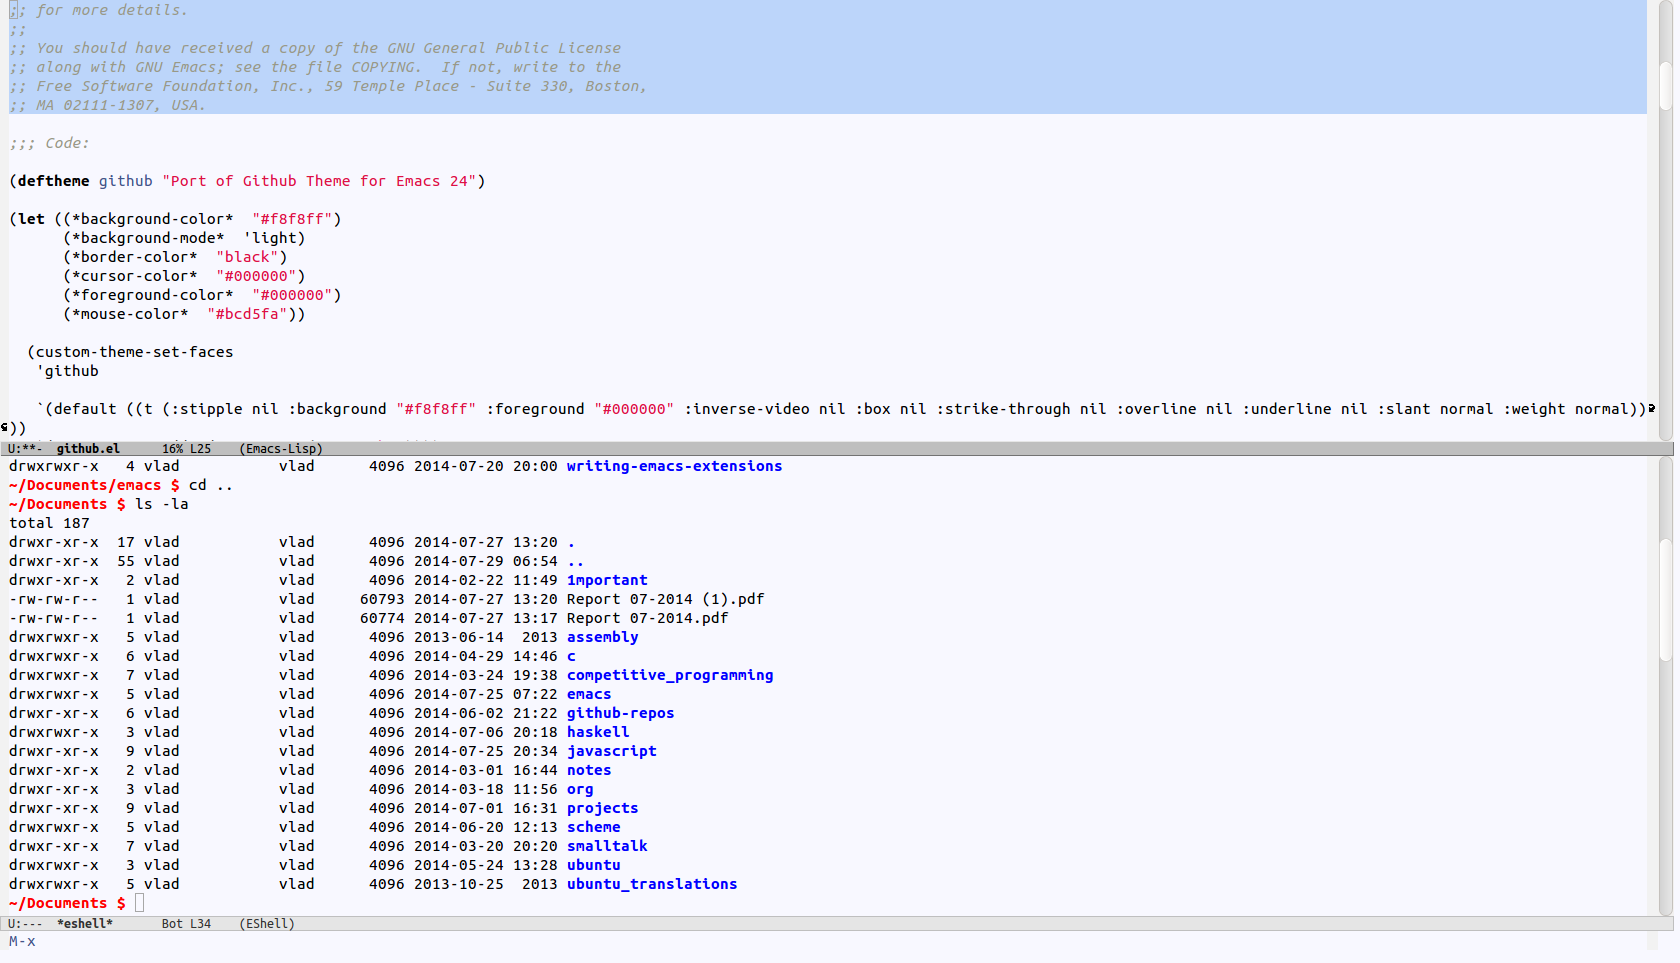 ;; for more details.
;;
;; You should have received a copy of the GNU General Public License
;; along with GNU Emacs; see the file COPYING.  If not, write to the
;; Free Software Foundation, Inc., 59 Temple Place - Suite 330, Boston,
;; MA 02111-1307, USA.
;;; Code:
(deftheme github "Port of Github Theme for Emacs 24")
(let ((*background-color*  "#f8f8ff")
      (*background-mode*  'light)
      (*border-color*  "black")
      (*cursor-color*  "#000000")
      (*foreground-color*  "#000000")
      (*mouse-color*  "#bcd5fa"))
  (custom-theme-set-faces
   'github
   `(default ((t (:stipple nil :background "#f8f8ff" :foreground "#000000" :inverse-video nil :box nil :strike-through nil :overline nil :underline nil :slant normal :weight normal))
))
U:**-  github.el      16% L25    (Emacs-Lisp)
drwxrwxr-x   4 vlad           vlad      4096 2014-07-20 20:00 writing-emacs-extensions
~/Documents/emacs $ cd ..
~/Documents $ ls -la
total 187
drwxr-xr-x  17 vlad           vlad      4096 2014-07-27 13:20 .
drwxr-xr-x  55 vlad           vlad      4096 2014-07-29 06:54 ..
drwxr-xr-x   2 vlad           vlad      4096 2014-02-22 11:49 1mportant
-rw-rw-r--   1 vlad           vlad     60793 2014-07-27 13:20 Report 07-2014 (1).pdf
-rw-rw-r--   1 vlad           vlad     60774 2014-07-27 13:17 Report 07-2014.pdf
drwxrwxr-x   5 vlad           vlad      4096 2013-06-14  2013 assembly
drwxrwxr-x   6 vlad           vlad      4096 2014-04-29 14:46 c
drwxrwxr-x   7 vlad           vlad      4096 2014-03-24 19:38 competitive_programming
drwxrwxr-x   5 vlad           vlad      4096 2014-07-25 07:22 emacs
drwxr-xr-x   6 vlad           vlad      4096 2014-06-02 21:22 github-repos
drwxrwxr-x   3 vlad           vlad      4096 2014-07-06 20:18 haskell
drwxr-xr-x   9 vlad           vlad      4096 2014-07-25 20:34 javascript
drwxr-xr-x   2 vlad           vlad      4096 2014-03-01 16:44 notes
drwxr-xr-x   3 vlad           vlad      4096 2014-03-18 11:56 org
drwxr-xr-x   9 vlad           vlad      4096 2014-07-01 16:31 projects
drwxrwxr-x   5 vlad           vlad      4096 2014-06-20 12:13 scheme
drwxrwxr-x   7 vlad           vlad      4096 2014-03-20 20:20 smalltalk
drwxrwxr-x   3 vlad           vlad      4096 2014-05-24 13:28 ubuntu
drwxrwxr-x   5 vlad           vlad      4096 2013-10-25  2013 ubuntu_translations
~/Documents $
U:---  *eshell*       Bot L34    (EShell)
M-x